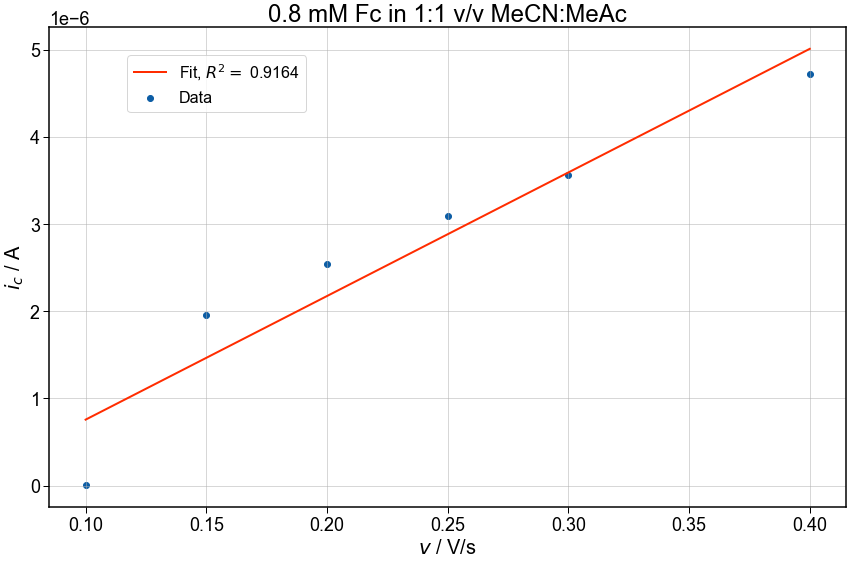 0.8 mM Fc in 1:1 v/v MeCN:MeAc
1e−6
Fit, R² = 0.9164
Data
5
4
3
2
1
0
i_c / A
0.10 0.15 0.20 0.25 0.30 0.35 0.40
v / V/s